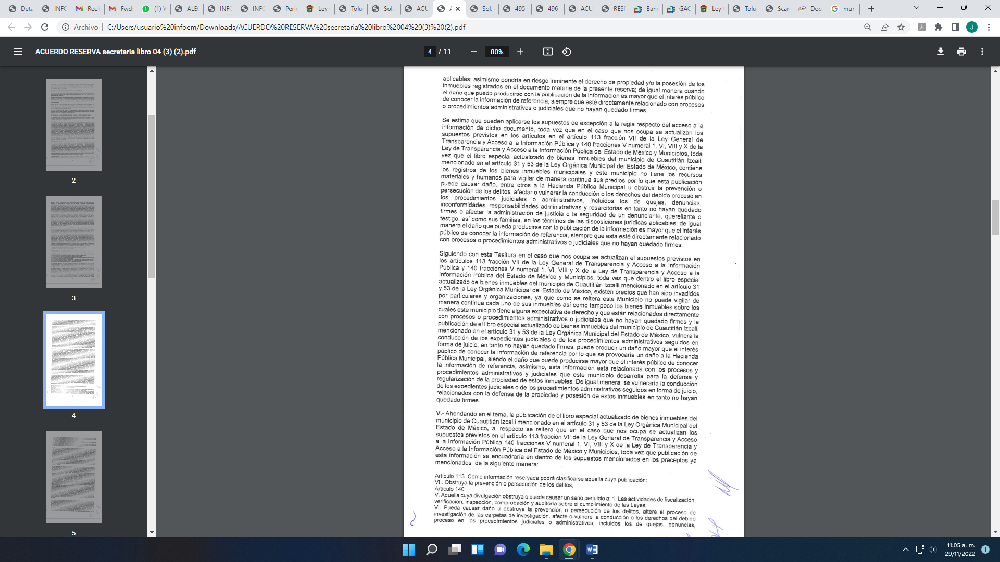 Deta
INFO
Reci
Fwd:
(1) W
ALEG
INFO
INFO
Perio
Ley
Tolu
Sol.
ACU
A
Sol.
495
496
ACU
RESP
Banc
GAC
Ley
Tolu
Scan
Doc
mun
Archivo C:/Users/usuario%20infoem/Downloads/ACUERDO%20RESERVA%20secretaria%20libro%2004%20(3)%20(2).pdf
J
ACUERDO RESERVA secretaria libro 04 (3) (2).pdf
4 / 11
80%
2
3
4
5
aplicables; asimismo pondría en riesgo inminente el derecho de propiedad y/o la posesión de los
inmuebles registrados en el documento materia de la presente reserva; de igual manera cuando
el daño que pueda producirse con la publicación de la información es mayor que el interés público
de conocer la información de referencia, siempre que esté directamente relacionado con procesos
o procedimientos administrativos o judiciales que no hayan quedado firmes.
Se estima que pueden aplicarse los supuestos de excepción a la regla respecto del acceso a la
información de dicho documento, toda vez que en el caso que nos ocupa se actualizan los
supuestos previstos en los artículos en el artículo 113 fracción VII de la Ley General de
Transparencia y Acceso a la Información Pública y 140 fracciones V numeral 1, VI, VIII y X de la
Ley de Transparencia y Acceso a la Información Pública del Estado de México y Municipios, toda
vez que el libro especial actualizado de bienes inmuebles del municipio de Cuautitlán Izcalli
mencionado en el artículo 31 y 53 de la Ley Orgánica Municipal del Estado de México, contiene
los registros de los bienes inmuebles municipales y este municipio no tiene los recursos
materiales y humanos para vigilar de manera continua sus predios por lo que esta publicación
puede causar daño, entre otros a la Hacienda Pública Municipal u obstruir la prevención o
persecución de los delitos, afectar o vulnerar la conducción o los derechos del debido proceso en
los procedimientos judiciales o administrativos, incluidos los de quejas, denuncias,
inconformidades, responsabilidades administrativas y resarcitorias en tanto no hayan quedado
firmes o afectar la administración de justicia o la seguridad de un denunciante, querellante o
testigo, así como sus familias, en los términos de las disposiciones jurídicas aplicables; de igual
manera el daño que pueda producirse con la publicación de la información es mayor que el interés
público de conocer la información de referencia, siempre que esta esté directamente relacionado
con procesos o procedimientos administrativos o judiciales que no hayan quedado firmes.
Siguiendo con esta Tesitura en el caso que nos ocupa se actualizan el supuestos previstos en
los artículos 113 fracción VII de la Ley General de Transparencia y Acceso a la Información
Pública y 140 fracciones V numeral 1, VI, VIII y X de la Ley de Transparencia y Acceso a la
Información Pública del Estado de México y Municipios, toda vez que dentro el libro especial
actualizado de bienes inmuebles del municipio de Cuautitlán Izcalli mencionado en el artículo 31
y 53 de la Ley Orgánica Municipal del Estado de México, existen predios que han sido invadidos
por particulares y organizaciones, ya que como se reitera este Municipio no puede vigilar de
manera continua cada uno de sus inmuebles así como tampoco los bienes inmuebles sobre los
cuales este municipio tiene alguna expectativa de derecho y que están relacionados directamente
con procesos o procedimientos administrativos o judiciales que no hayan quedado firmes y la
publicación de el libro especial actualizado de bienes inmuebles del municipio de Cuautitlán Izcalli
mencionado en el artículo 31 y 53 de la Ley Orgánica Municipal del Estado de México, vulnera la
conducción de los expedientes judiciales o de los procedimientos administrativos seguidos en
forma de juicio, en tanto no hayan quedado firmes, puede producir un daño mayor que el interés
público de conocer la información de referencia por lo que se provocaría un daño a la Hacienda
Pública Municipal, siendo el daño que puede producirse mayor que el interés público de conocer
la información de referencia, asimismo, esta información está relacionada con los procesos y
procedimientos administrativos y judiciales que este municipio desarrolla para la defensa y
regularización de la propiedad de estos inmuebles. De igual manera, se vulneraría la conducción
de los expedientes judiciales o de los procedimientos administrativos seguidos en forma de juicio,
relacionados con la defensa de la propiedad y posesión de estos inmuebles en tanto no hayan
quedado firmes.
V.- Ahondando en el tema, la publicación de el libro especial actualizado de bienes inmuebles del
municipio de Cuautitlán Izcalli mencionado en el artículo 31 y 53 de la Ley Orgánica Municipal del
Estado de México, al respecto se reitera que en el caso que nos ocupa se actualizan los
supuestos previstos en el artículo 113 fracción VII de la Ley General de Transparencia y Acceso
a la Información Pública 140 fracciones V numeral 1, VI, VIII y X de la Ley de Transparencia y
Acceso a la Información Pública del Estado de México y Municipios, toda vez que publicación de
esta información se encuadraría en dentro de los supuestos mencionados en los preceptos ya
mencionados de la siguiente manera:
Artículo 113. Como información reservada podrá clasificarse aquella cuya publicación:
VII. Obstruya la prevención o persecución de los delitos;
Artículo 140
V. Aquella cuya divulgación obstruya o pueda causar un serio perjuicio a: 1. Las actividades de fiscalización,
verificación, inspección, comprobación y auditoría sobre el cumplimiento de las Leyes;
VI. Pueda causar daño u obstruya la prevención o persecución de los delitos, altere el proceso de
investigación de las carpetas de investigación, afecte o vulnere la conducción o los derechos del debido
proceso en los procedimientos judiciales o administrativos, incluidos los de quejas, denuncias,
11:05 a. m.
29/11/2022
1